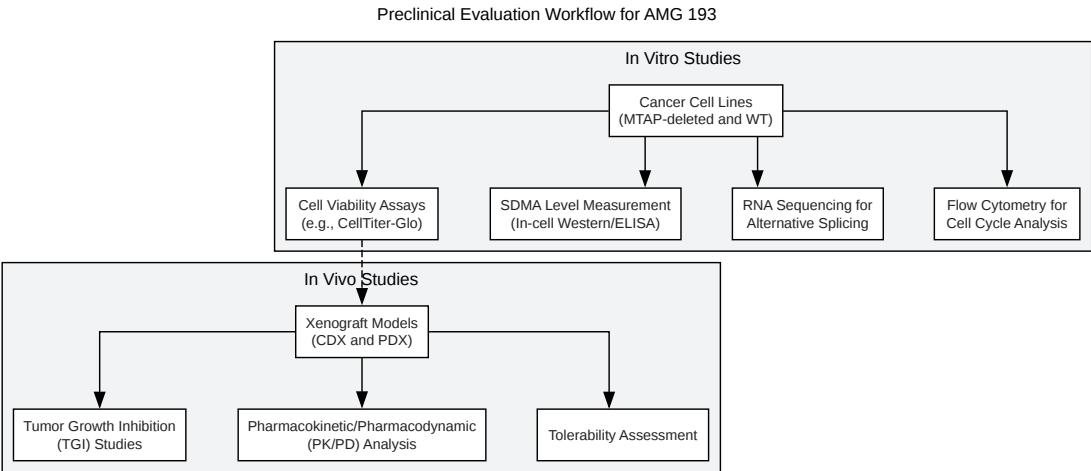 Preclinical Evaluation Workflow for AMG 193
In Vitro Studies
Cancer Cell Lines
(MTAP-deleted and WT)
Cell Viability Assays
(e.g., CellTiter-Glo)
SDMA Level Measurement
(In-cell Western/ELISA)
RNA Sequencing for
Alternative Splicing
Flow Cytometry for
Cell Cycle Analysis
In Vivo Studies
Xenograft Models
(CDX and PDX)
Tumor Growth Inhibition
(TGI) Studies
Pharmacokinetic/Pharmacodynamic
(PK/PD) Analysis
Tolerability Assessment